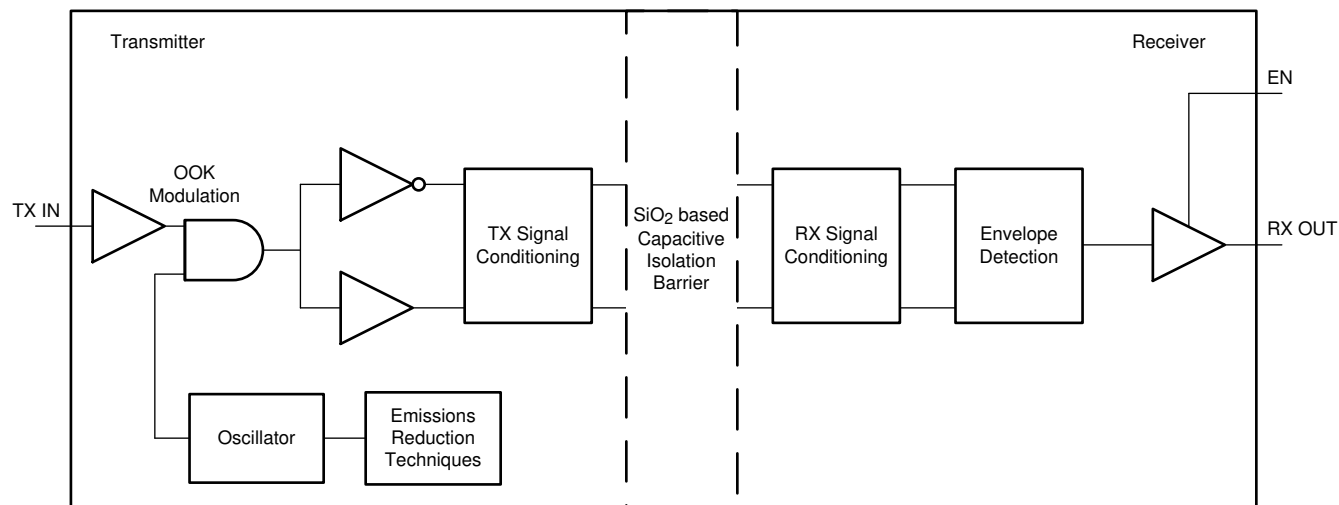 Transmitter
Receiver
EN
OOK
Modulation
TX IN
TX Signal
Conditioning
SiO2 based
Capacitive
Isolation
Barrier
RX Signal
Conditioning
Envelope
Detection
RX OUT
Oscillator
Emissions
Reduction
Techniques